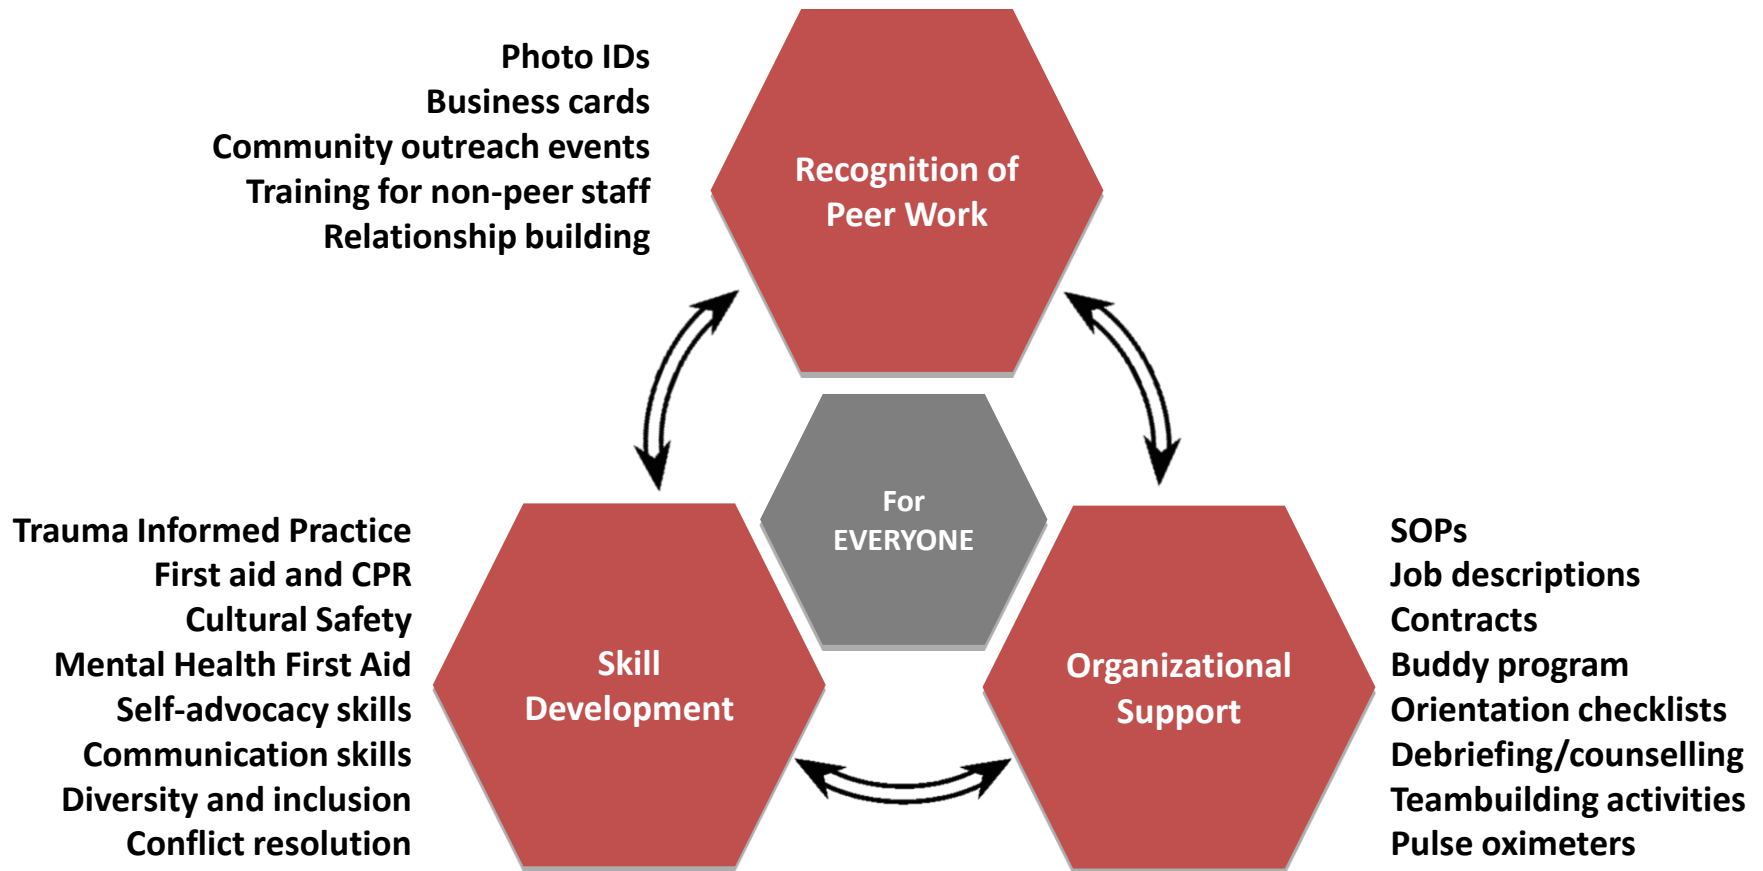 Photo IDs
Business cards
Community outreach events
Training for non-peer staff
Relationship building
Recognition of
Peer Work
For
EVERYONE
Trauma Informed Practice
First aid and CPR
Cultural Safety
Mental Health First Aid
Self-advocacy skills
Communication skills
Diversity and inclusion
Conflict resolution
Skill
Development
Organizational
Support
SOPs
Job descriptions
Contracts
Buddy program
Orientation checklists
Debriefing/counselling
Teambuilding activities
Pulse oximeters